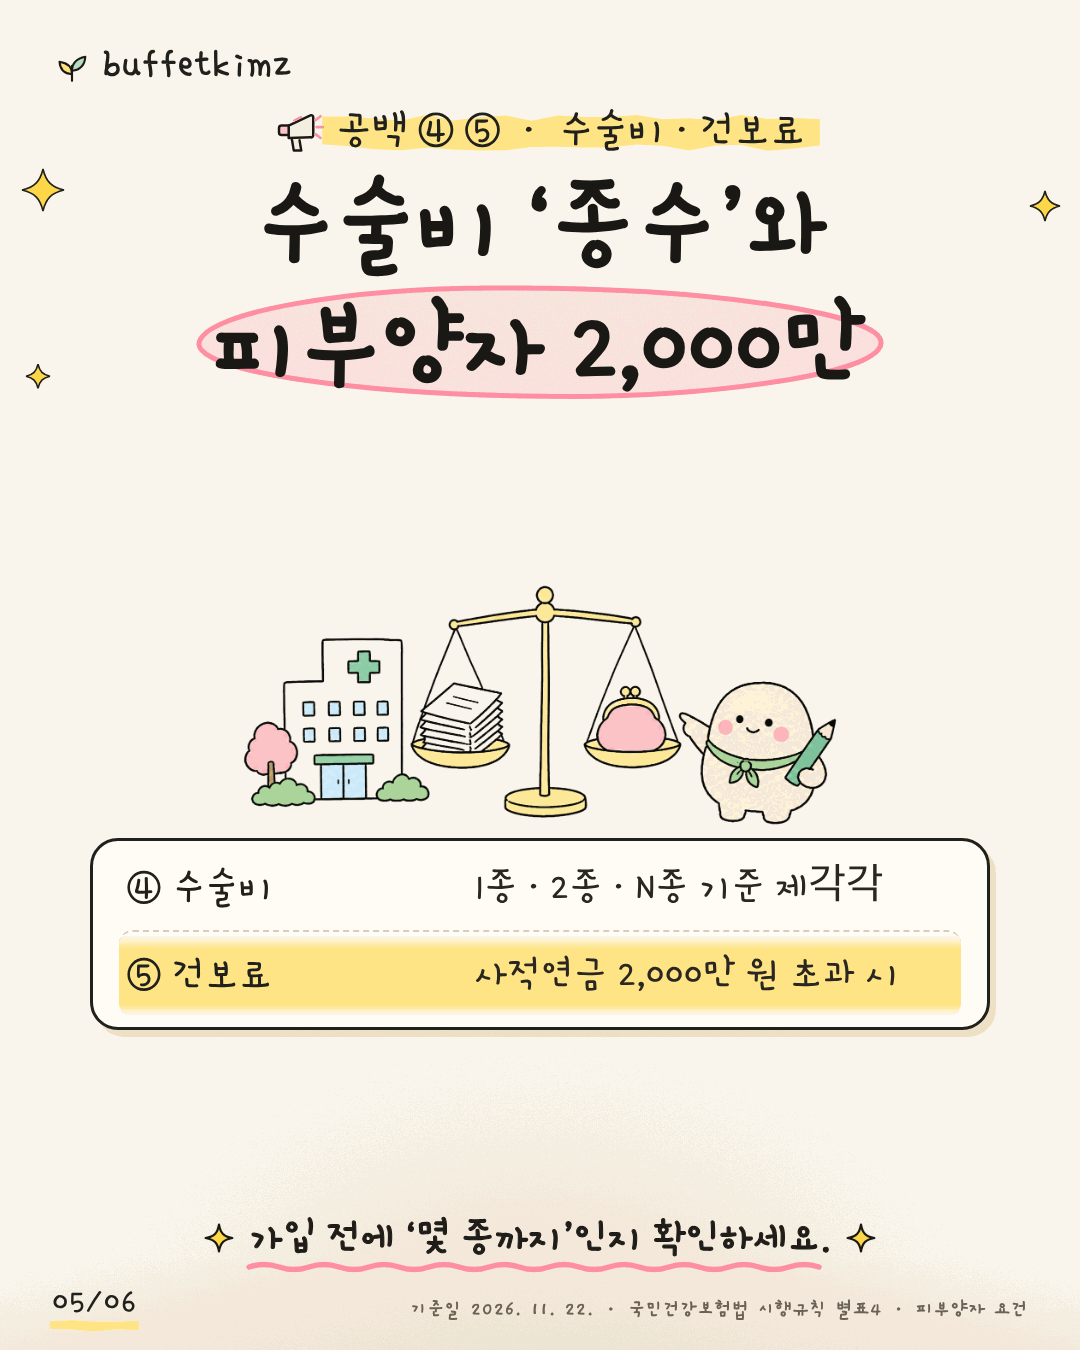 buffetkimz
공백 ④ ⑤ · 수술비 · 건보료
수술비 ‘종수’와
피부양자 2,000만
④ 수술비 1종 · 2종 · N종 기준 제각각
⑤ 건보료 사적연금 2,000만 원 초과 시
가입 전에 ‘몇 종까지’인지 확인하세요.
05/06
기준일 2026. 11. 22. · 국민건강보험법 시행규칙 별표4 · 피부양자 요건